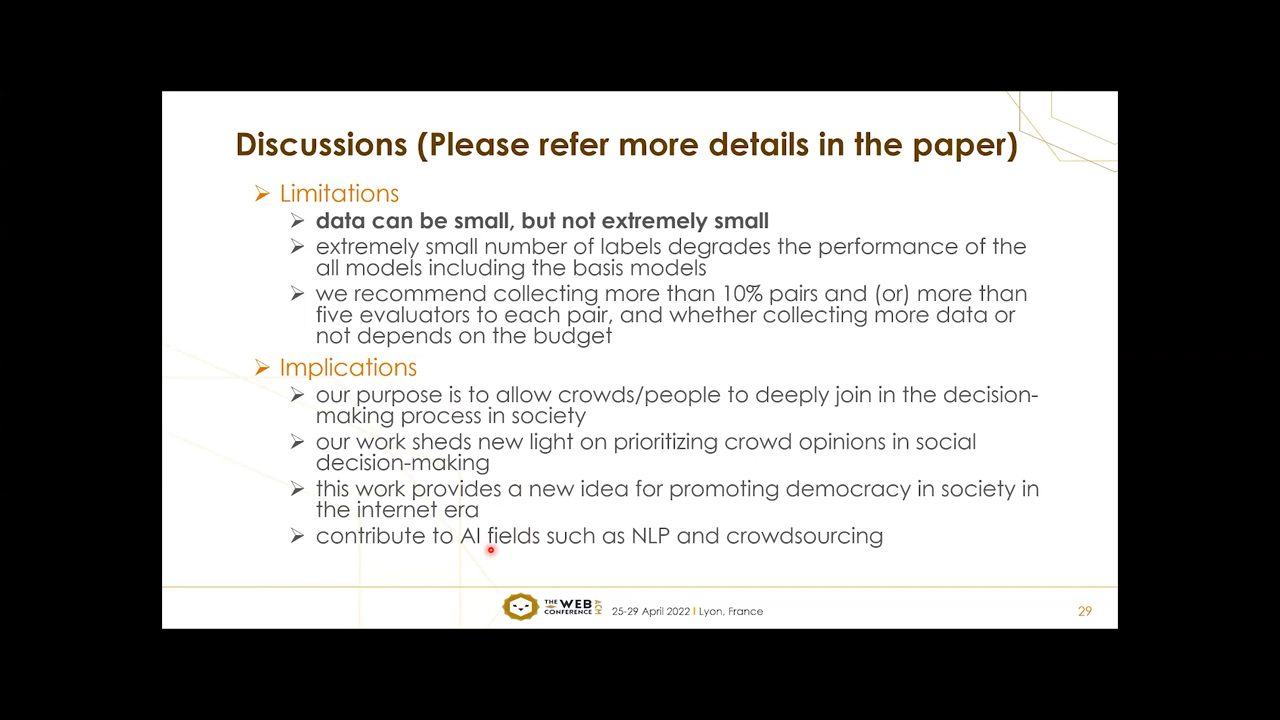 Discussions (Please refer more details in the paper)
Limitations
data can be small, but not extremely small
extremely small number of labels degrades the performance of the
all models including the basis models
we recommend collecting more than 10% pairs and (or) more than
five evaluators to each pair, and whether collecting more data or
not depends on the budget
Implications
our purpose is to allow crowds/people to deeply join in the decision-
making process in society
our work sheds new light on prioritizing crowd opinions in social
decision-making
this work provides a new idea for promoting democracy in society in
the internet era
contribute to AI fields such as NLP and crowdsourcing
THE WEB CONFERENCE ACM
25-29 April 2022 I Lyon, France
29